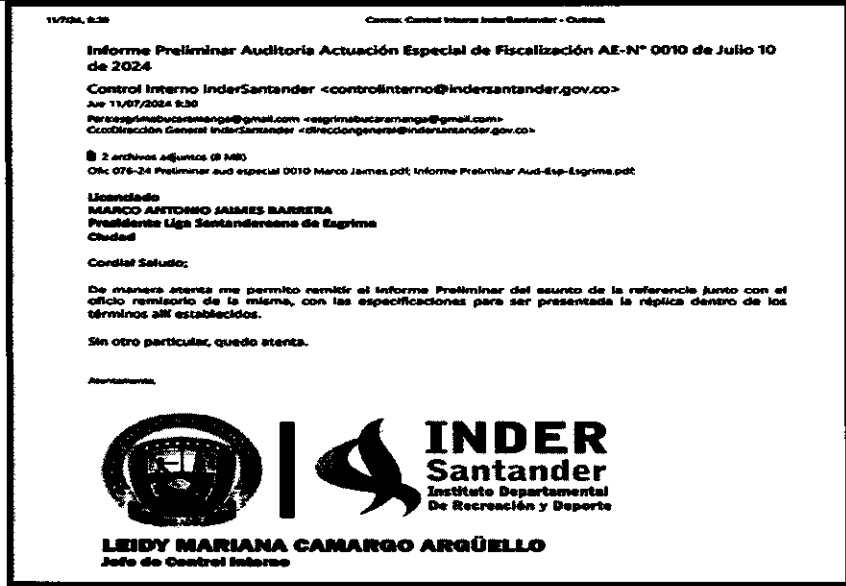 11/7/24, 9:30 Correo: Control Interno InderSantander - Outlook
Informe Preliminar Auditoria Actuación Especial de Fiscalización AE-N° 0010 de Julio 10
de 2024
Control Interno InderSantander <controlinterno@indersantander.gov.co>
Jue 11/07/2024 9:30
Para:esgrimabucaramanga@gmail.com <esgrimabucaramanga@gmail.com>
Cco:Dirección General InderSantander <direcciongeneral@indersantander.gov.co>
2 archivos adjuntos (8 MB)
Ofic 076-24 Preliminar aud especial 0010 Marco Jaimes.pdf; Informe Preliminar Aud-Esp-Esgrima.pdf;
Licenciado
MARCO ANTONIO JAIMES BARRERA
Presidente Liga Santandereana de Esgrima
Ciudad
Cordial Saludo;
De manera atenta me permito remitir el Informe Preliminar del asunto de la referencia junto con el
oficio remisorio de la misma, con las especificaciones para ser presentada la réplica dentro de los
términos allí establecidos.
Sin otro particular, quedo atenta.
Atentamente,
INDER
Santander
Instituto Departamental
De Recreación y Deporte
LEIDY MARIANA CAMARGO ARGÜELLO
Jefe de Control Interno